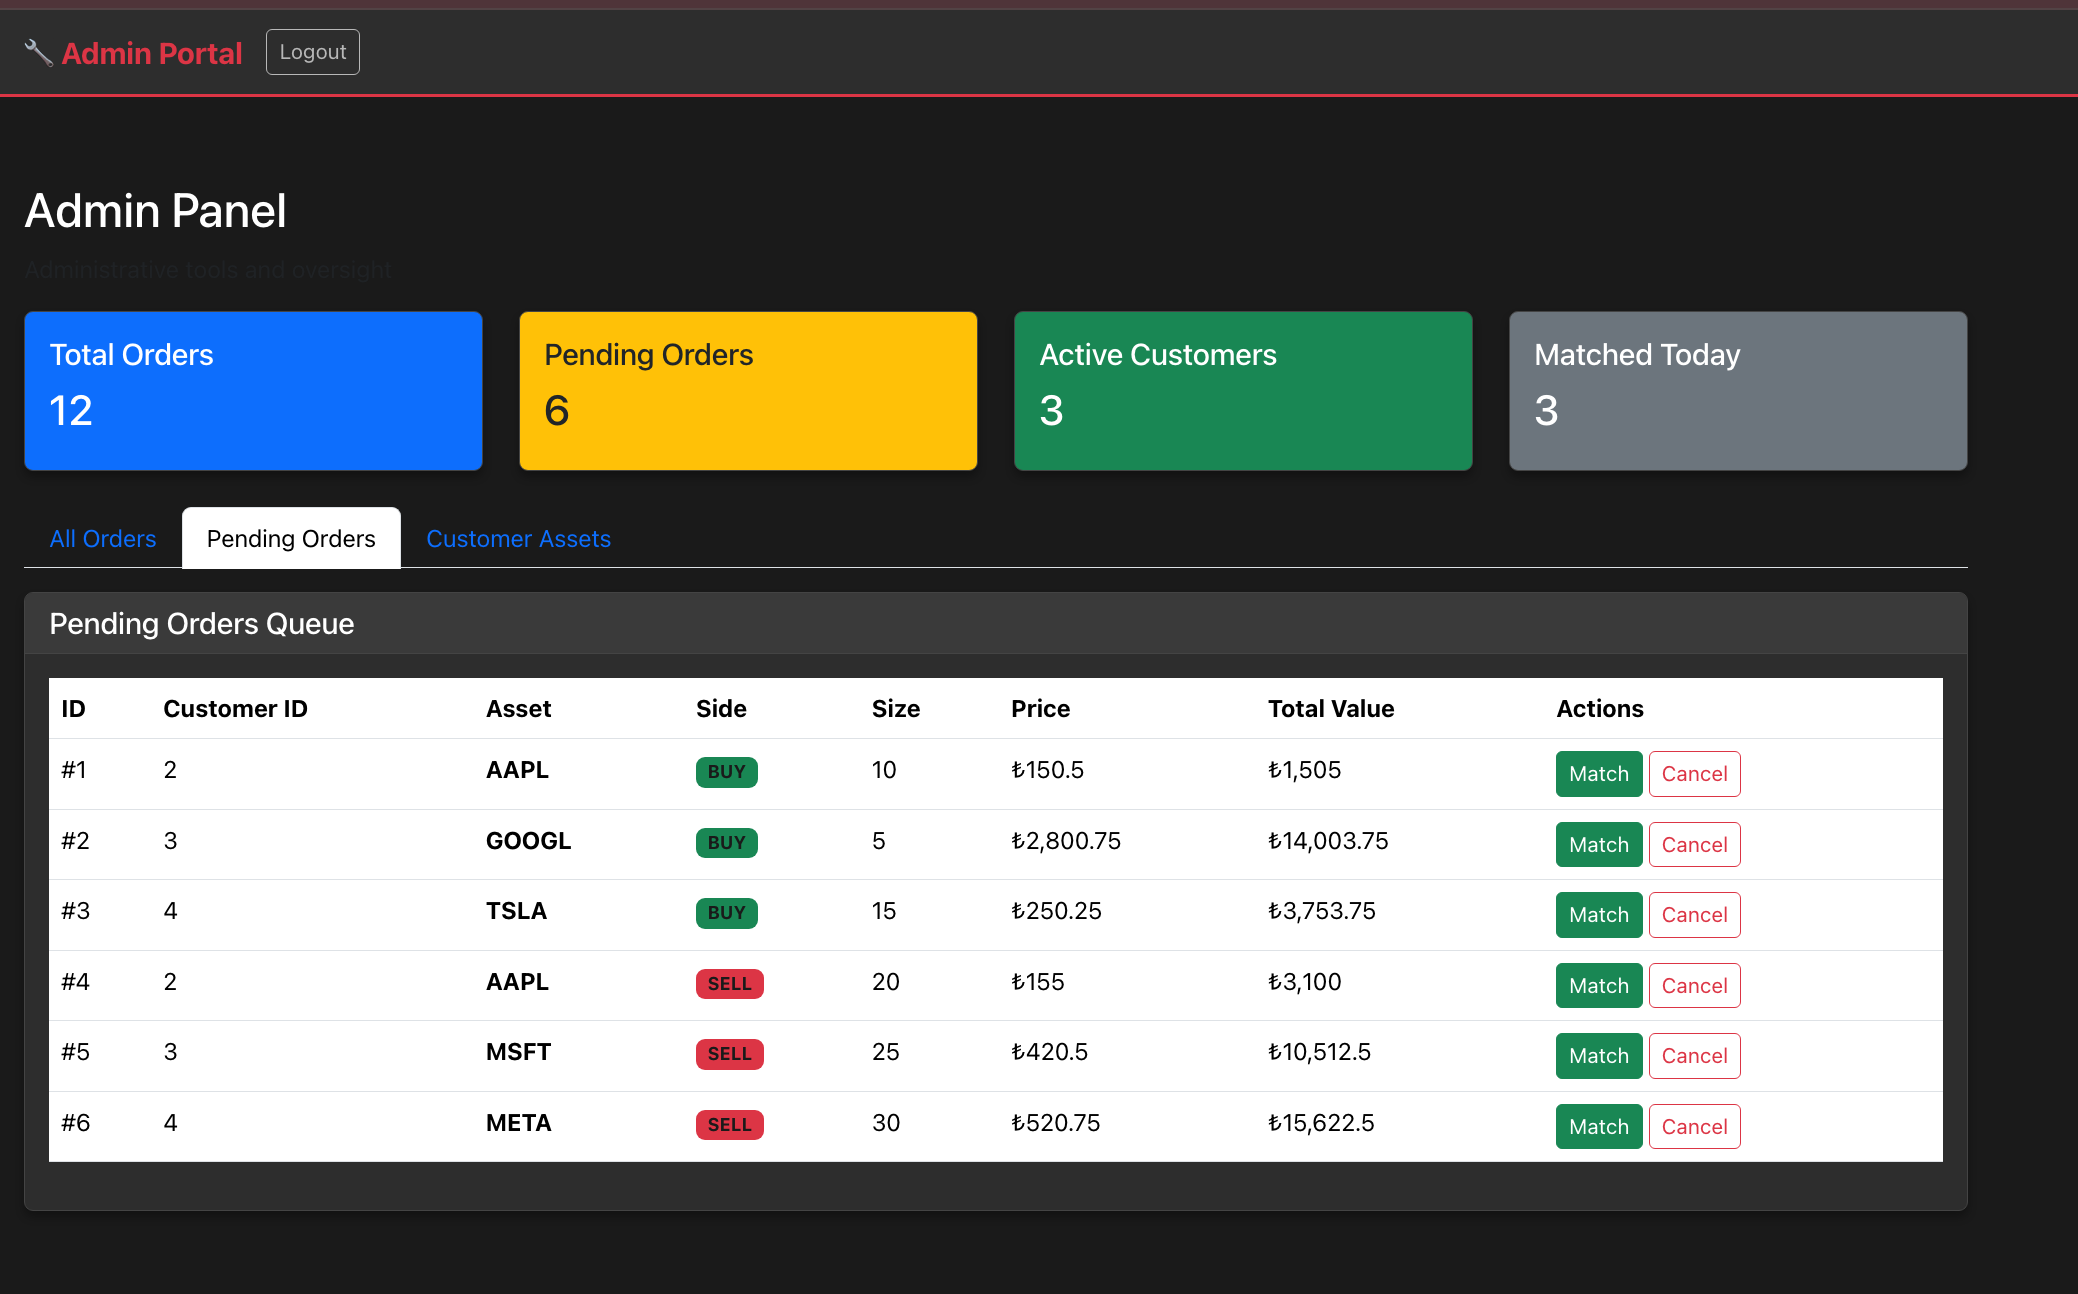 🔧 Admin Portal Logout
Admin Panel
Administrative tools and oversight
Total Orders
12
Pending Orders
6
Active Customers
3
Matched Today
3
All Orders Pending Orders Customer Assets
Pending Orders Queue
ID Customer ID Asset Side Size Price Total Value Actions
#1 2 AAPL BUY 10 ₺150.5 ₺1,505 Match Cancel
#2 3 GOOGL BUY 5 ₺2,800.75 ₺14,003.75 Match Cancel
#3 4 TSLA BUY 15 ₺250.25 ₺3,753.75 Match Cancel
#4 2 AAPL SELL 20 ₺155 ₺3,100 Match Cancel
#5 3 MSFT SELL 25 ₺420.5 ₺10,512.5 Match Cancel
#6 4 META SELL 30 ₺520.75 ₺15,622.5 Match Cancel